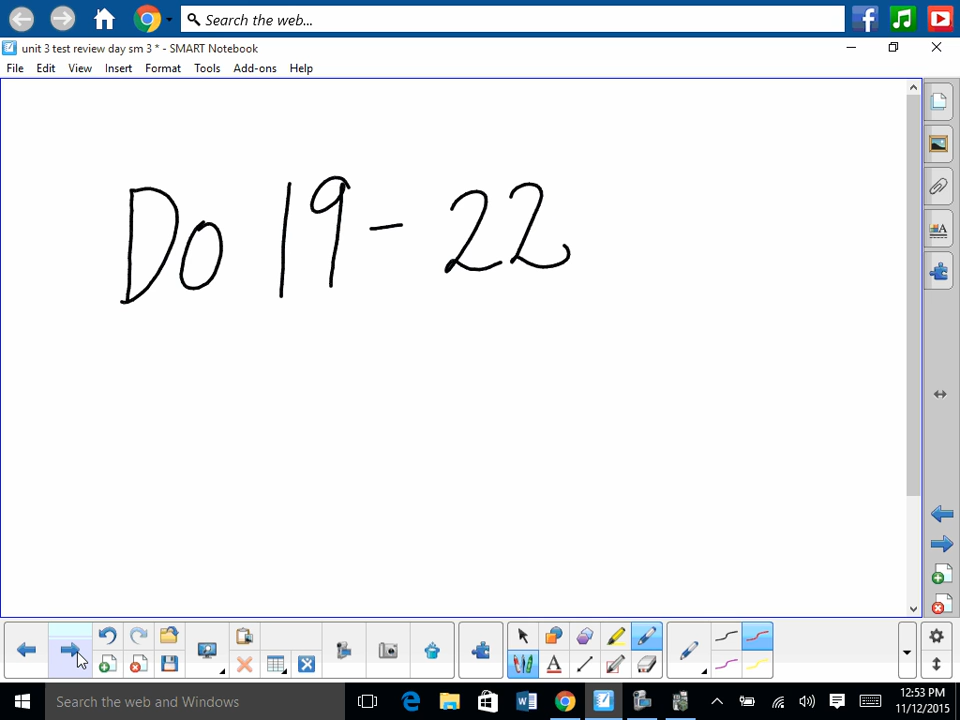 Search the web...
unit 3 test review day sm 3 * - SMART Notebook
File Edit View Insert Format Tools Add-ons Help
Do 19 - 22
Search the web and Windows
12:53 PM
11/12/2015